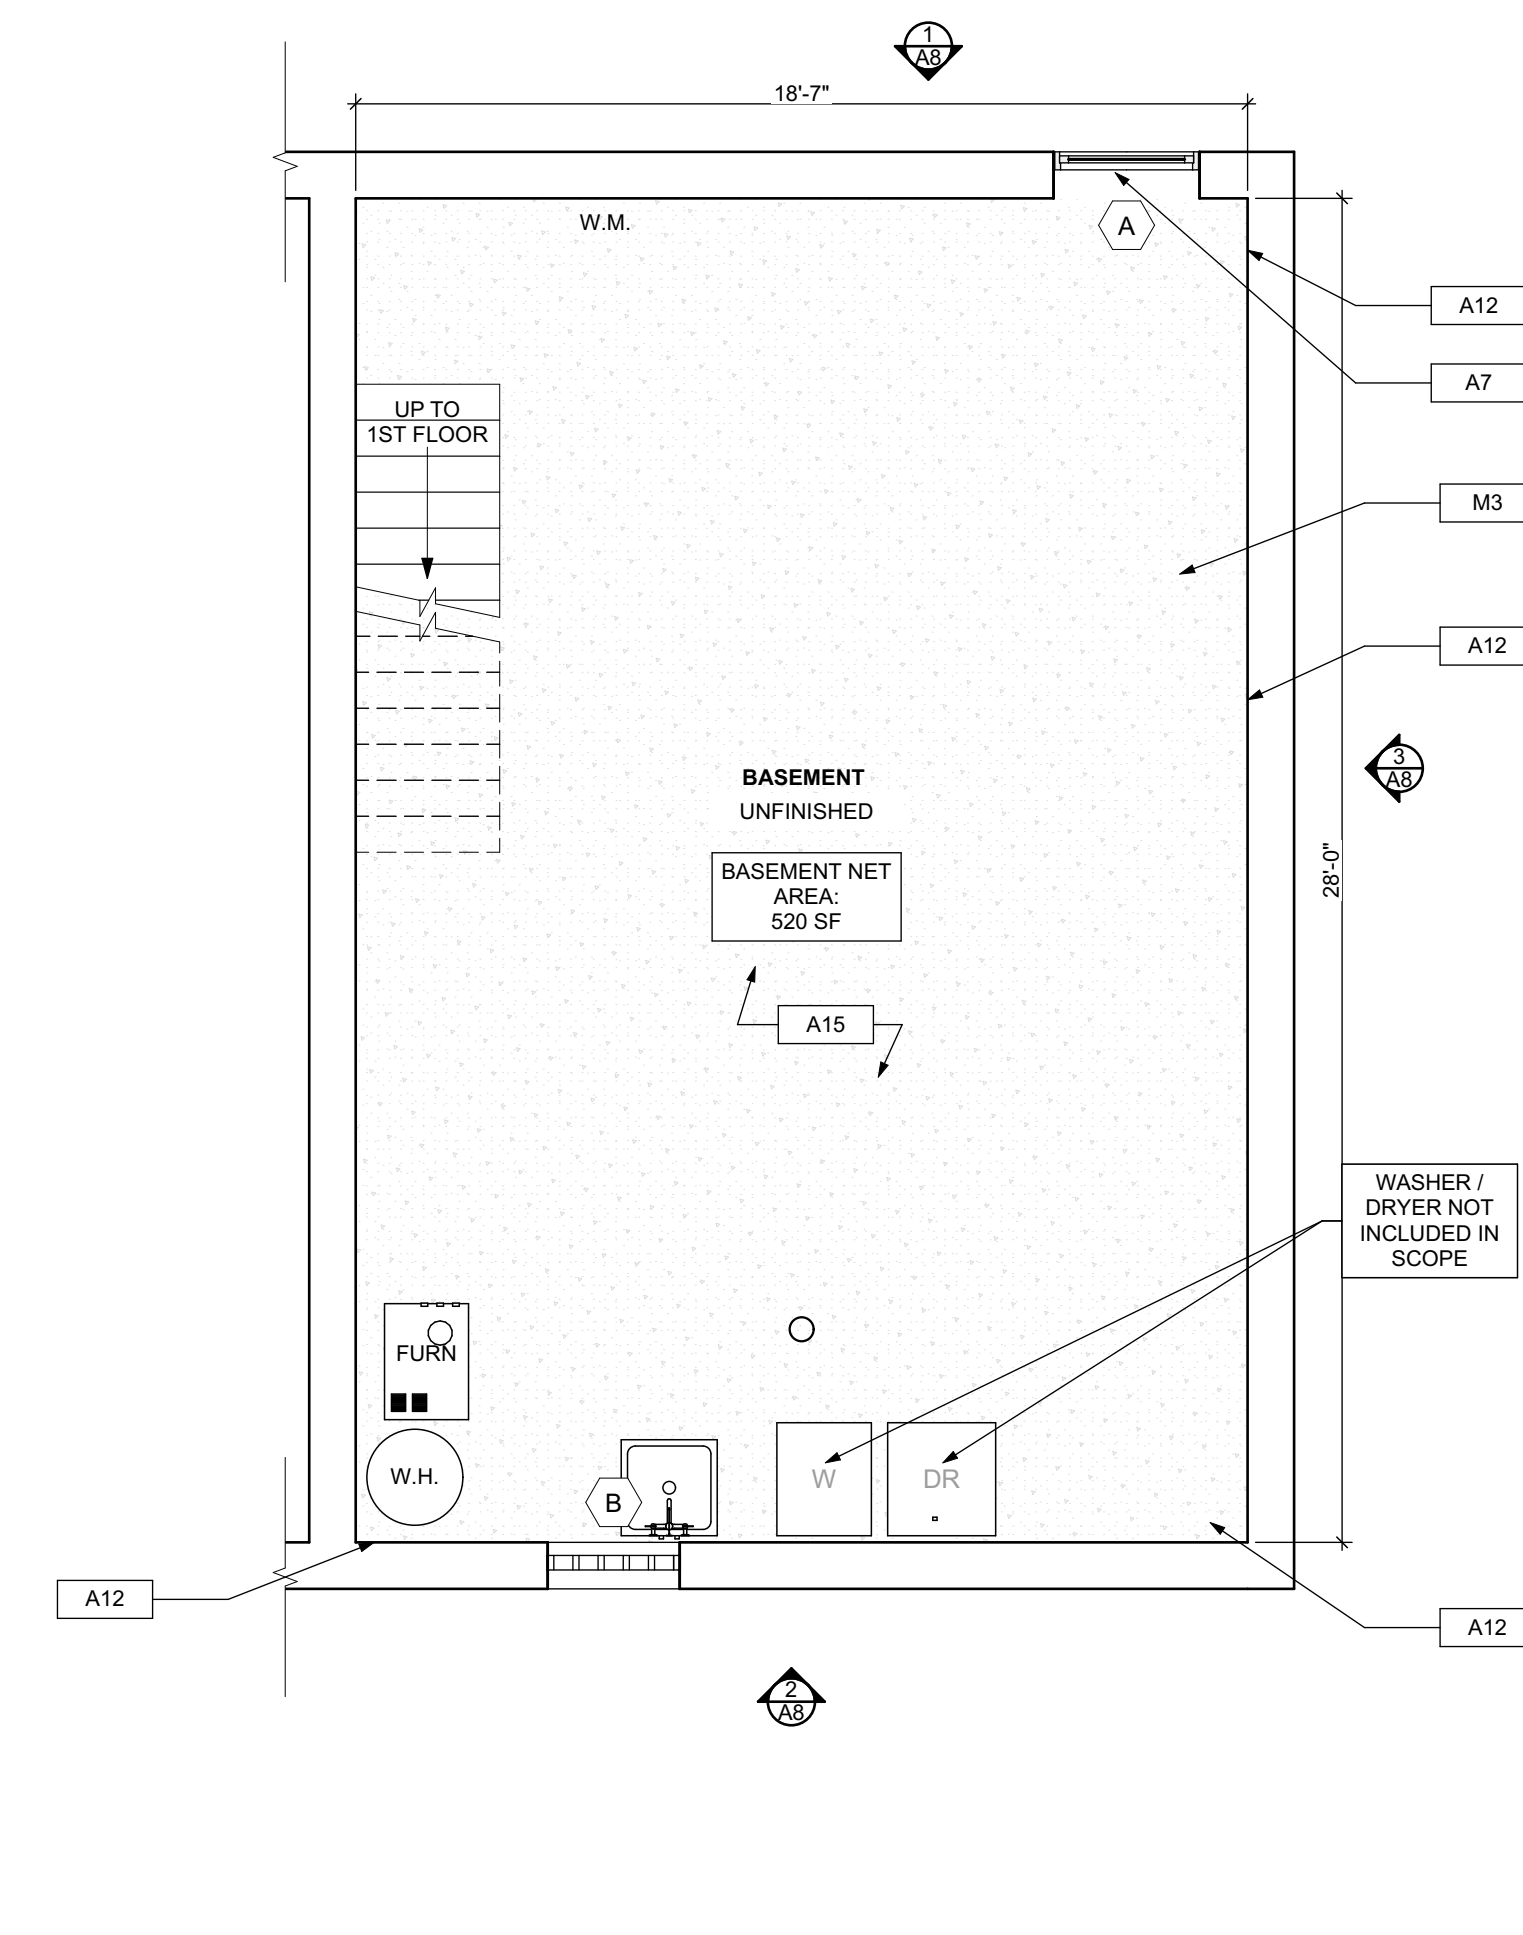 1
A8
18'-7"
W.M.
A
A12
A7
UP TO
1ST FLOOR
M3
A12
BASEMENT
UNFINISHED
3
A8
BASEMENT NET
AREA:
520 SF
28'-0"
A15
WASHER /
DRYER NOT
INCLUDED IN
SCOPE
FURN
W.H.
B
W
DR
A12
A12
2
A8